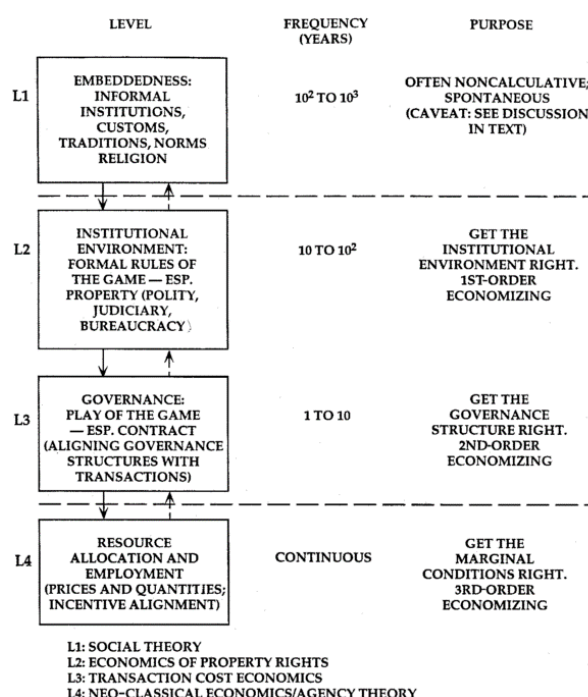 LEVEL
FREQUENCY
(YEARS)
PURPOSE
L1
EMBEDDEDNESS:
INFORMAL
INSTITUTIONS,
CUSTOMS,
TRADITIONS, NORMS
RELIGION
10² TO 10³
OFTEN NONCALCULATIVE;
SPONTANEOUS
(CAVEAT: SEE DISCUSSION
IN TEXT)
L2
INSTITUTIONAL
ENVIRONMENT:
FORMAL RULES OF
THE GAME — ESP.
PROPERTY (POLITY,
JUDICIARY,
BUREAUCRACY)
10 TO 10²
GET THE
INSTITUTIONAL
ENVIRONMENT RIGHT.
1ST-ORDER
ECONOMIZING
L3
GOVERNANCE:
PLAY OF THE GAME
— ESP. CONTRACT
(ALIGNING GOVERNANCE
STRUCTURES WITH
TRANSACTIONS)
1 TO 10
GET THE
GOVERNANCE
STRUCTURE RIGHT.
2ND-ORDER
ECONOMIZING
L4
RESOURCE
ALLOCATION AND
EMPLOYMENT
(PRICES AND QUANTITIES;
INCENTIVE ALIGNMENT)
CONTINUOUS
GET THE
MARGINAL
CONDITIONS RIGHT.
3RD-ORDER
ECONOMIZING
L1: SOCIAL THEORY
L2: ECONOMICS OF PROPERTY RIGHTS
L3: TRANSACTION COST ECONOMICS
L4: NEO-CLASSICAL ECONOMICS/AGENCY THEORY